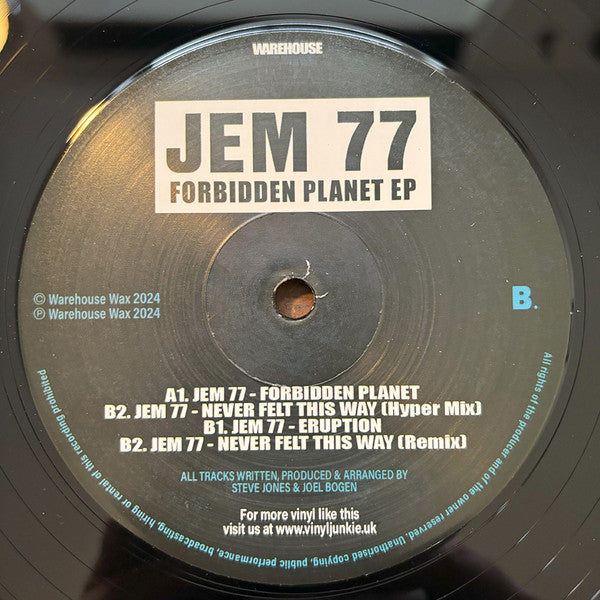 WAREHOUSE
JEM 77
FORBIDDEN PLANET EP
© Warehouse Wax 2024
℗ Warehouse Wax 2024
B.
A1. JEM 77 - FORBIDDEN PLANET
B2. JEM 77 - NEVER FELT THIS WAY (Hyper Mix)
B1. JEM 77 - ERUPTION
B2. JEM 77 - NEVER FELT THIS WAY (Remix)
ALL TRACKS WRITTEN, PRODUCED & ARRANGED BY
STEVE JONES & JOEL BOGEN
For more vinyl like this
visit us at www.vinyljunkie.uk
All rights of the producer and of the owner reserved. Unauthorised copying, public performance, broadcasting, hiring or rental of this recording prohibited